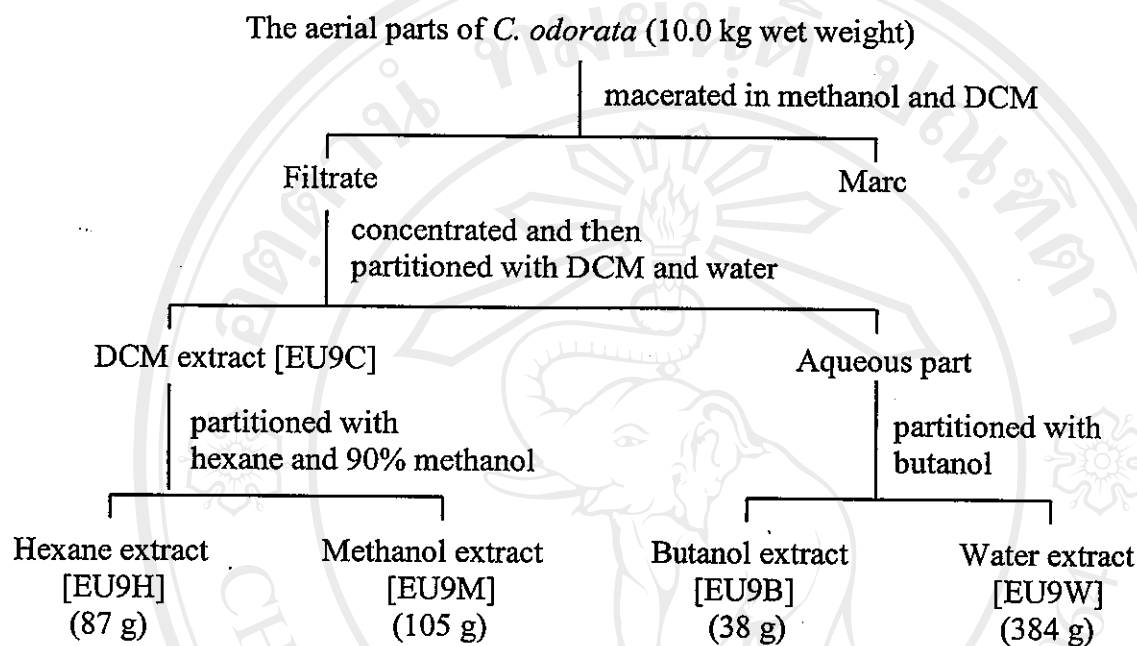 The aerial parts of C. odorata (10.0 kg wet weight)
macerated in methanol and DCM
Filtrate
Marc
concentrated and then
partitioned with DCM and water
DCM extract [EU9C]
Aqueous part
partitioned with
hexane and 90% methanol
partitioned with
butanol
Hexane extract
[EU9H]
(87 g)
Methanol extract
[EU9M]
(105 g)
Butanol extract
[EU9B]
(38 g)
Water extract
[EU9W]
(384 g)